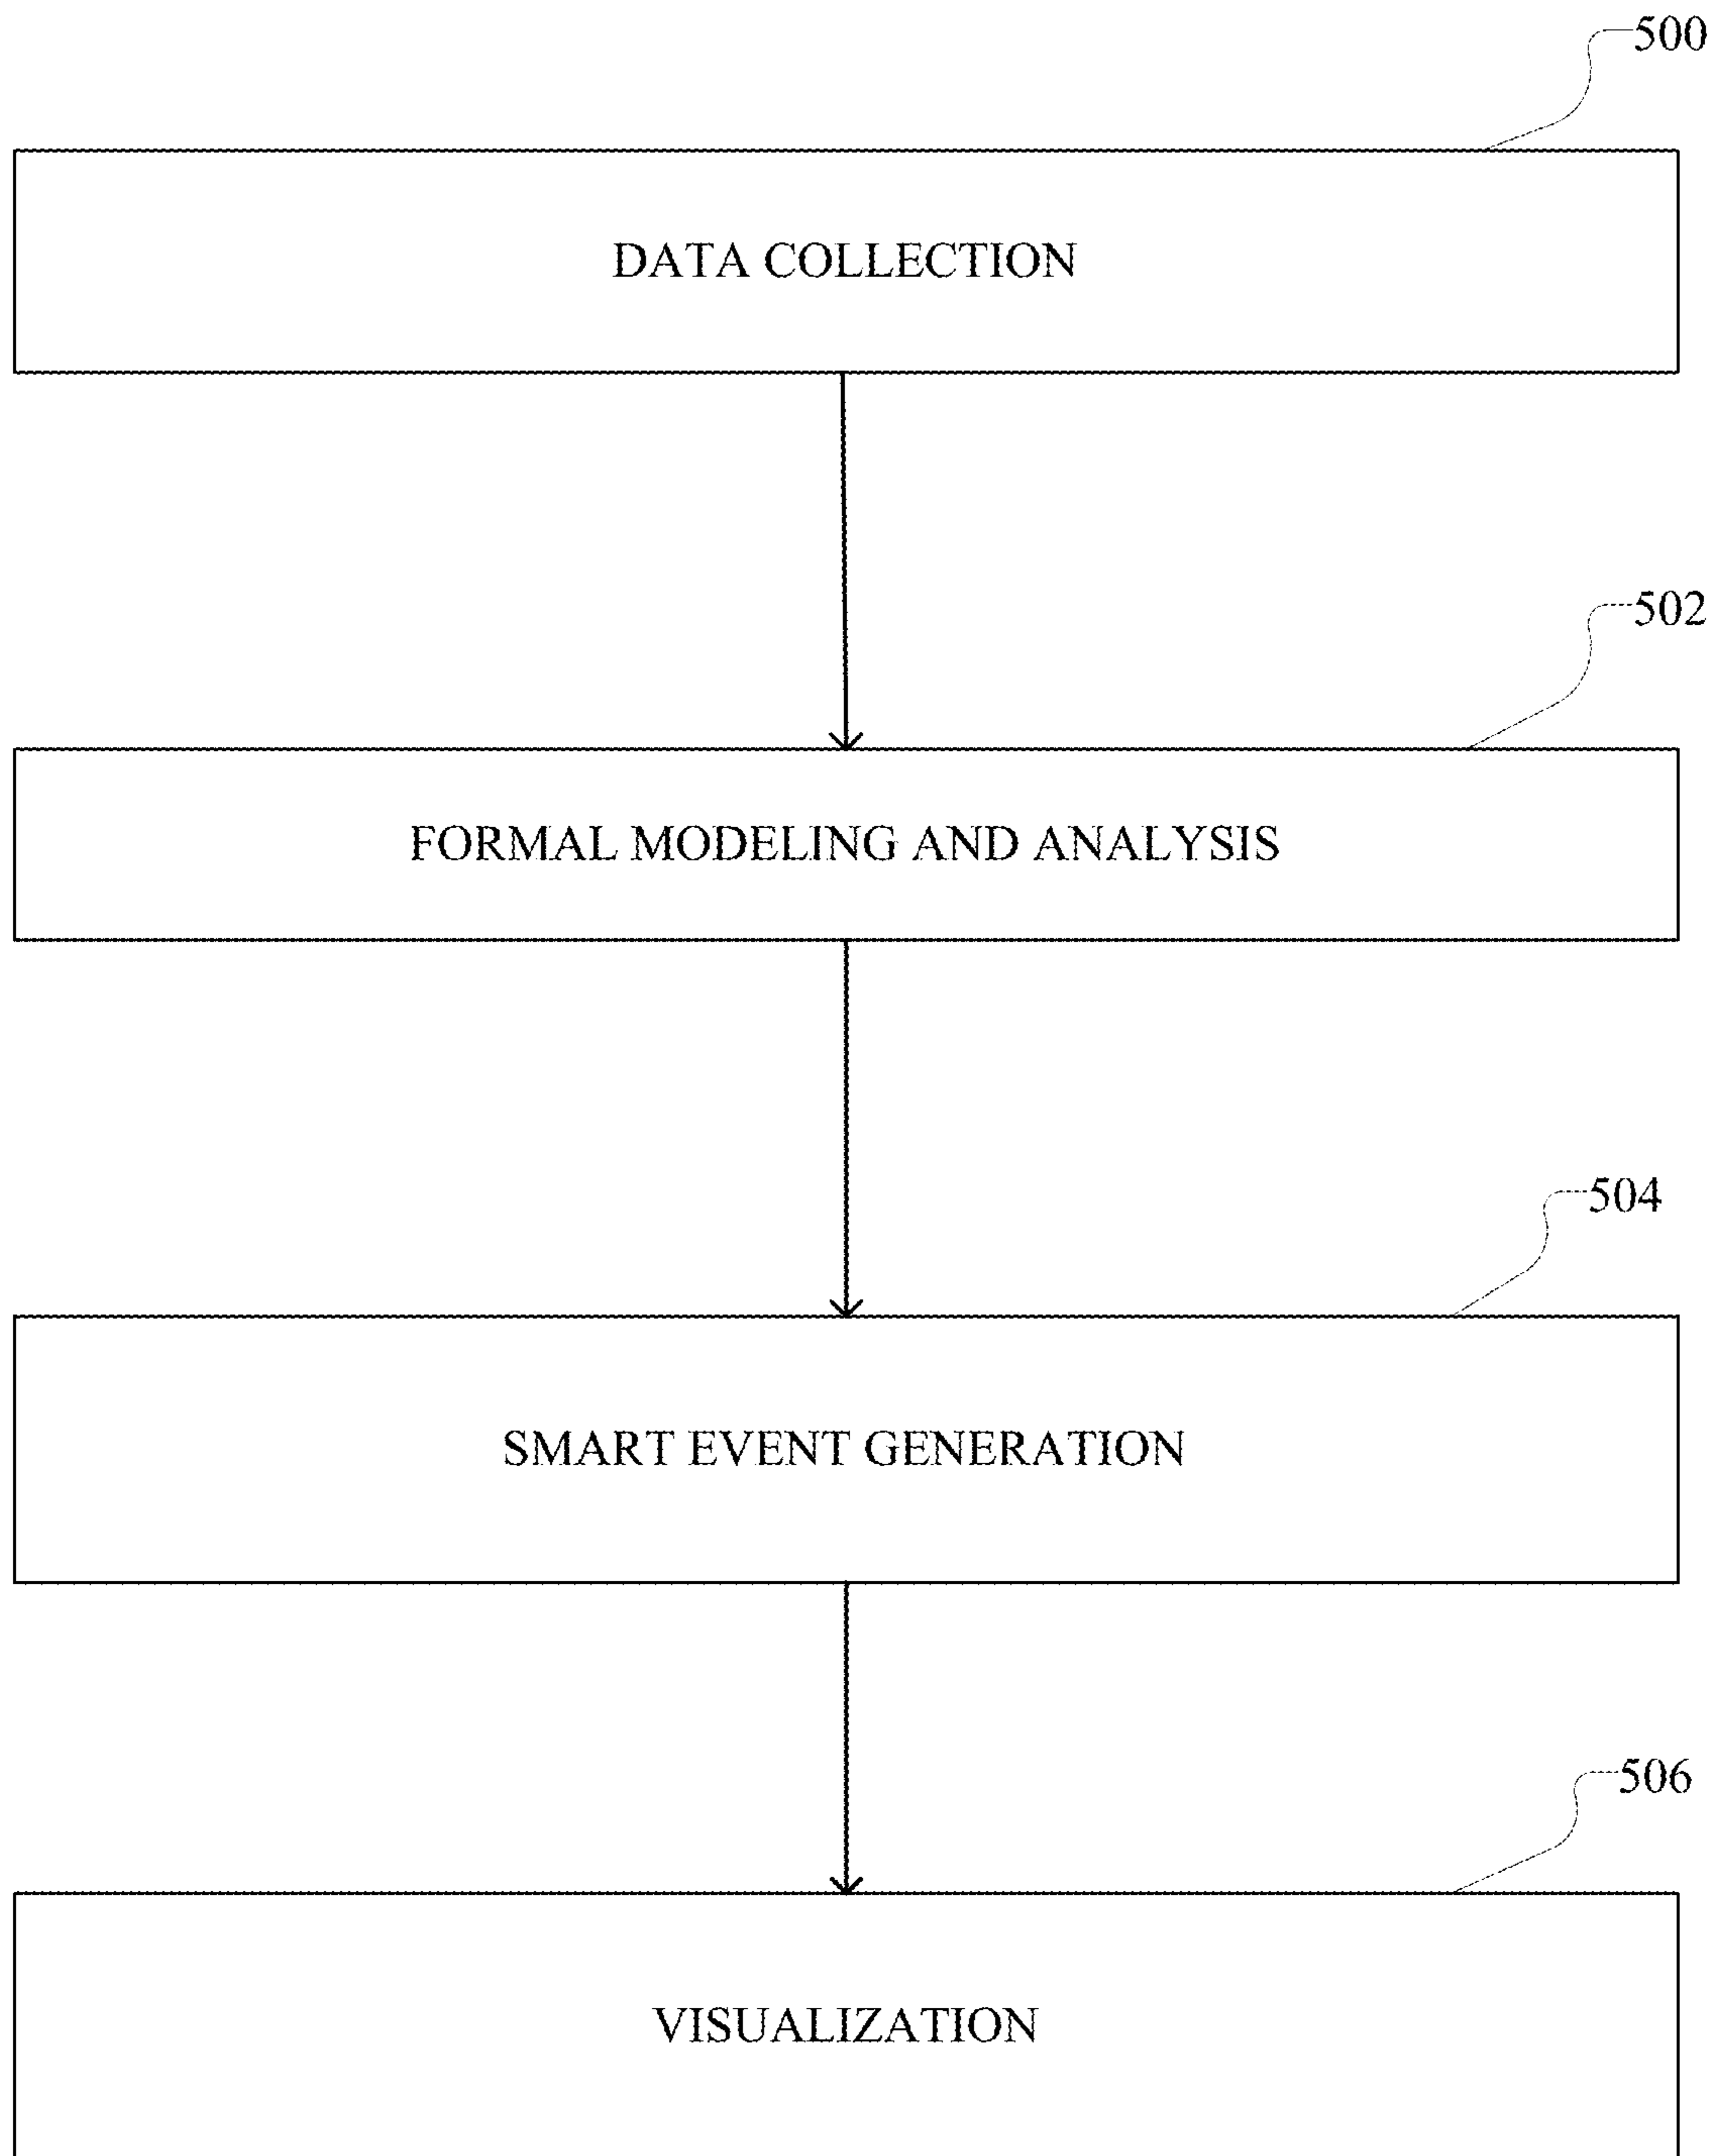 500
DATA COLLECTION
502
FORMAL MODELING AND ANALYSIS
504
SMART EVENT GENERATION
506
VISUALIZATION